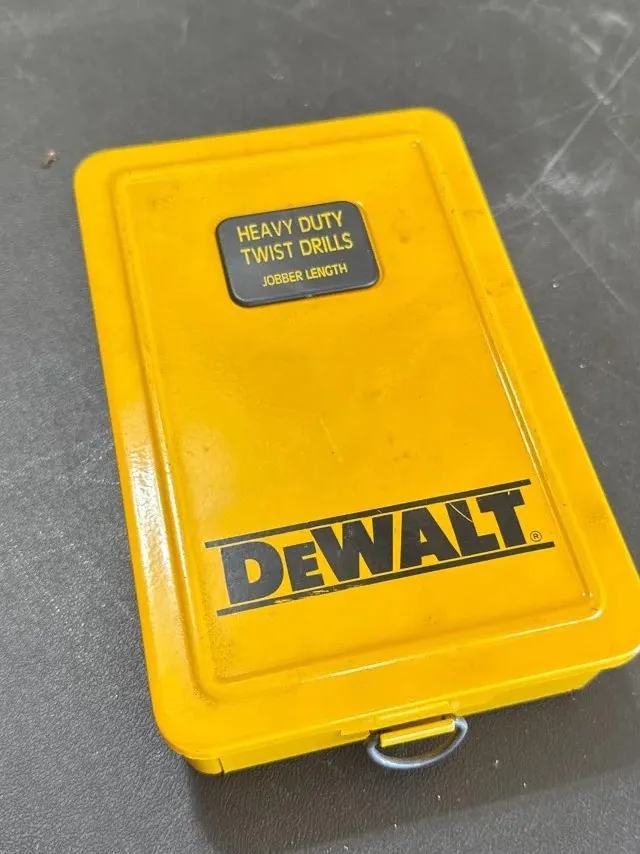 HEAVY DUTY
TWIST DRILLS
JOBBER LENGTH
DEWALT®